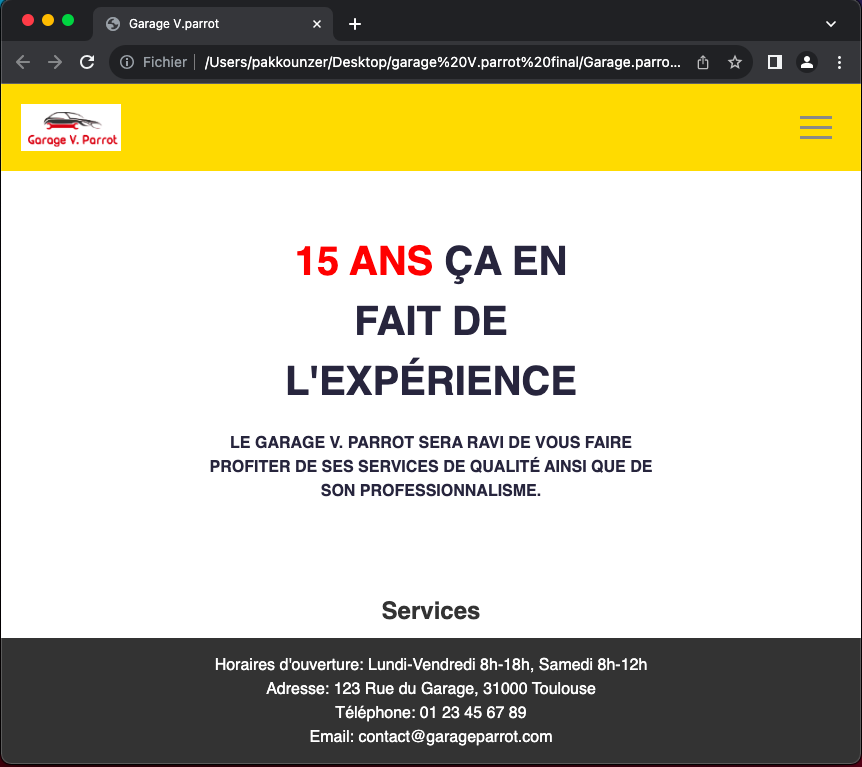 Garage V.parrot
Fichier /Users/pakkounzer/Desktop/garage%20V.parrot%20final/Garage.parro...
Garage V. Parrot
15 ANS ÇA EN
FAIT DE
L'EXPÉRIENCE
LE GARAGE V. PARROT SERA RAVI DE VOUS FAIRE
PROFITER DE SES SERVICES DE QUALITÉ AINSI QUE DE
SON PROFESSIONNALISME.
Services
Horaires d'ouverture: Lundi-Vendredi 8h-18h, Samedi 8h-12h
Adresse: 123 Rue du Garage, 31000 Toulouse
Téléphone: 01 23 45 67 89
Email: contact@garageparrot.com